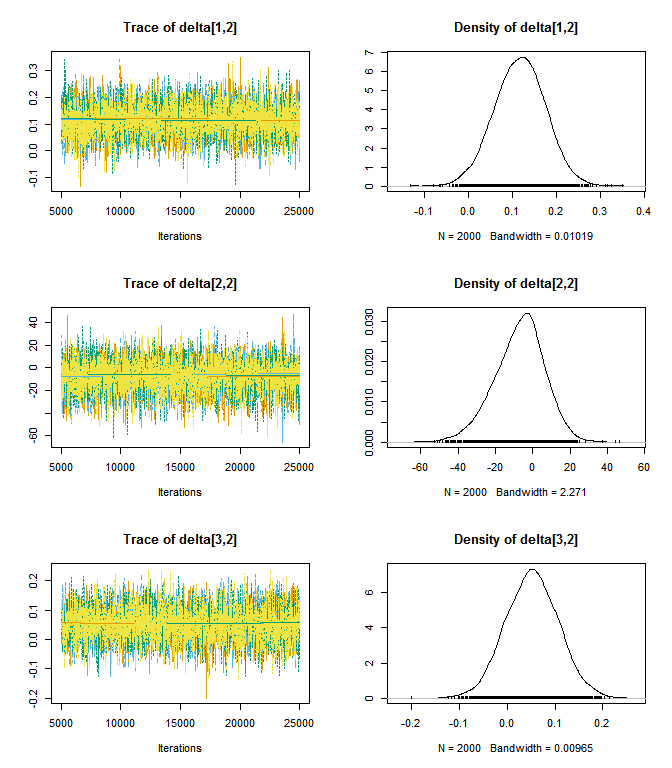 Trace of delta[1,2]
0.3
0.2
0.1
0.0
-0.1
5000 10000 15000 20000 25000
Iterations
Density of delta[1,2]
7
6
5
4
3
2
1
0
-0.1 0.0 0.1 0.2 0.3 0.4
N = 2000 Bandwidth = 0.01019
Trace of delta[2,2]
40
20
0
-20
-60
5000 10000 15000 20000 25000
Iterations
Density of delta[2,2]
0.030
0.020
0.010
0.000
-60 -40 -20 0 20 40 60
N = 2000 Bandwidth = 2.271
Trace of delta[3,2]
0.2
0.1
0.0
-0.1
-0.2
5000 10000 15000 20000 25000
Iterations
Density of delta[3,2]
6
4
2
0
-0.2 -0.1 0.0 0.1 0.2
N = 2000 Bandwidth = 0.00965